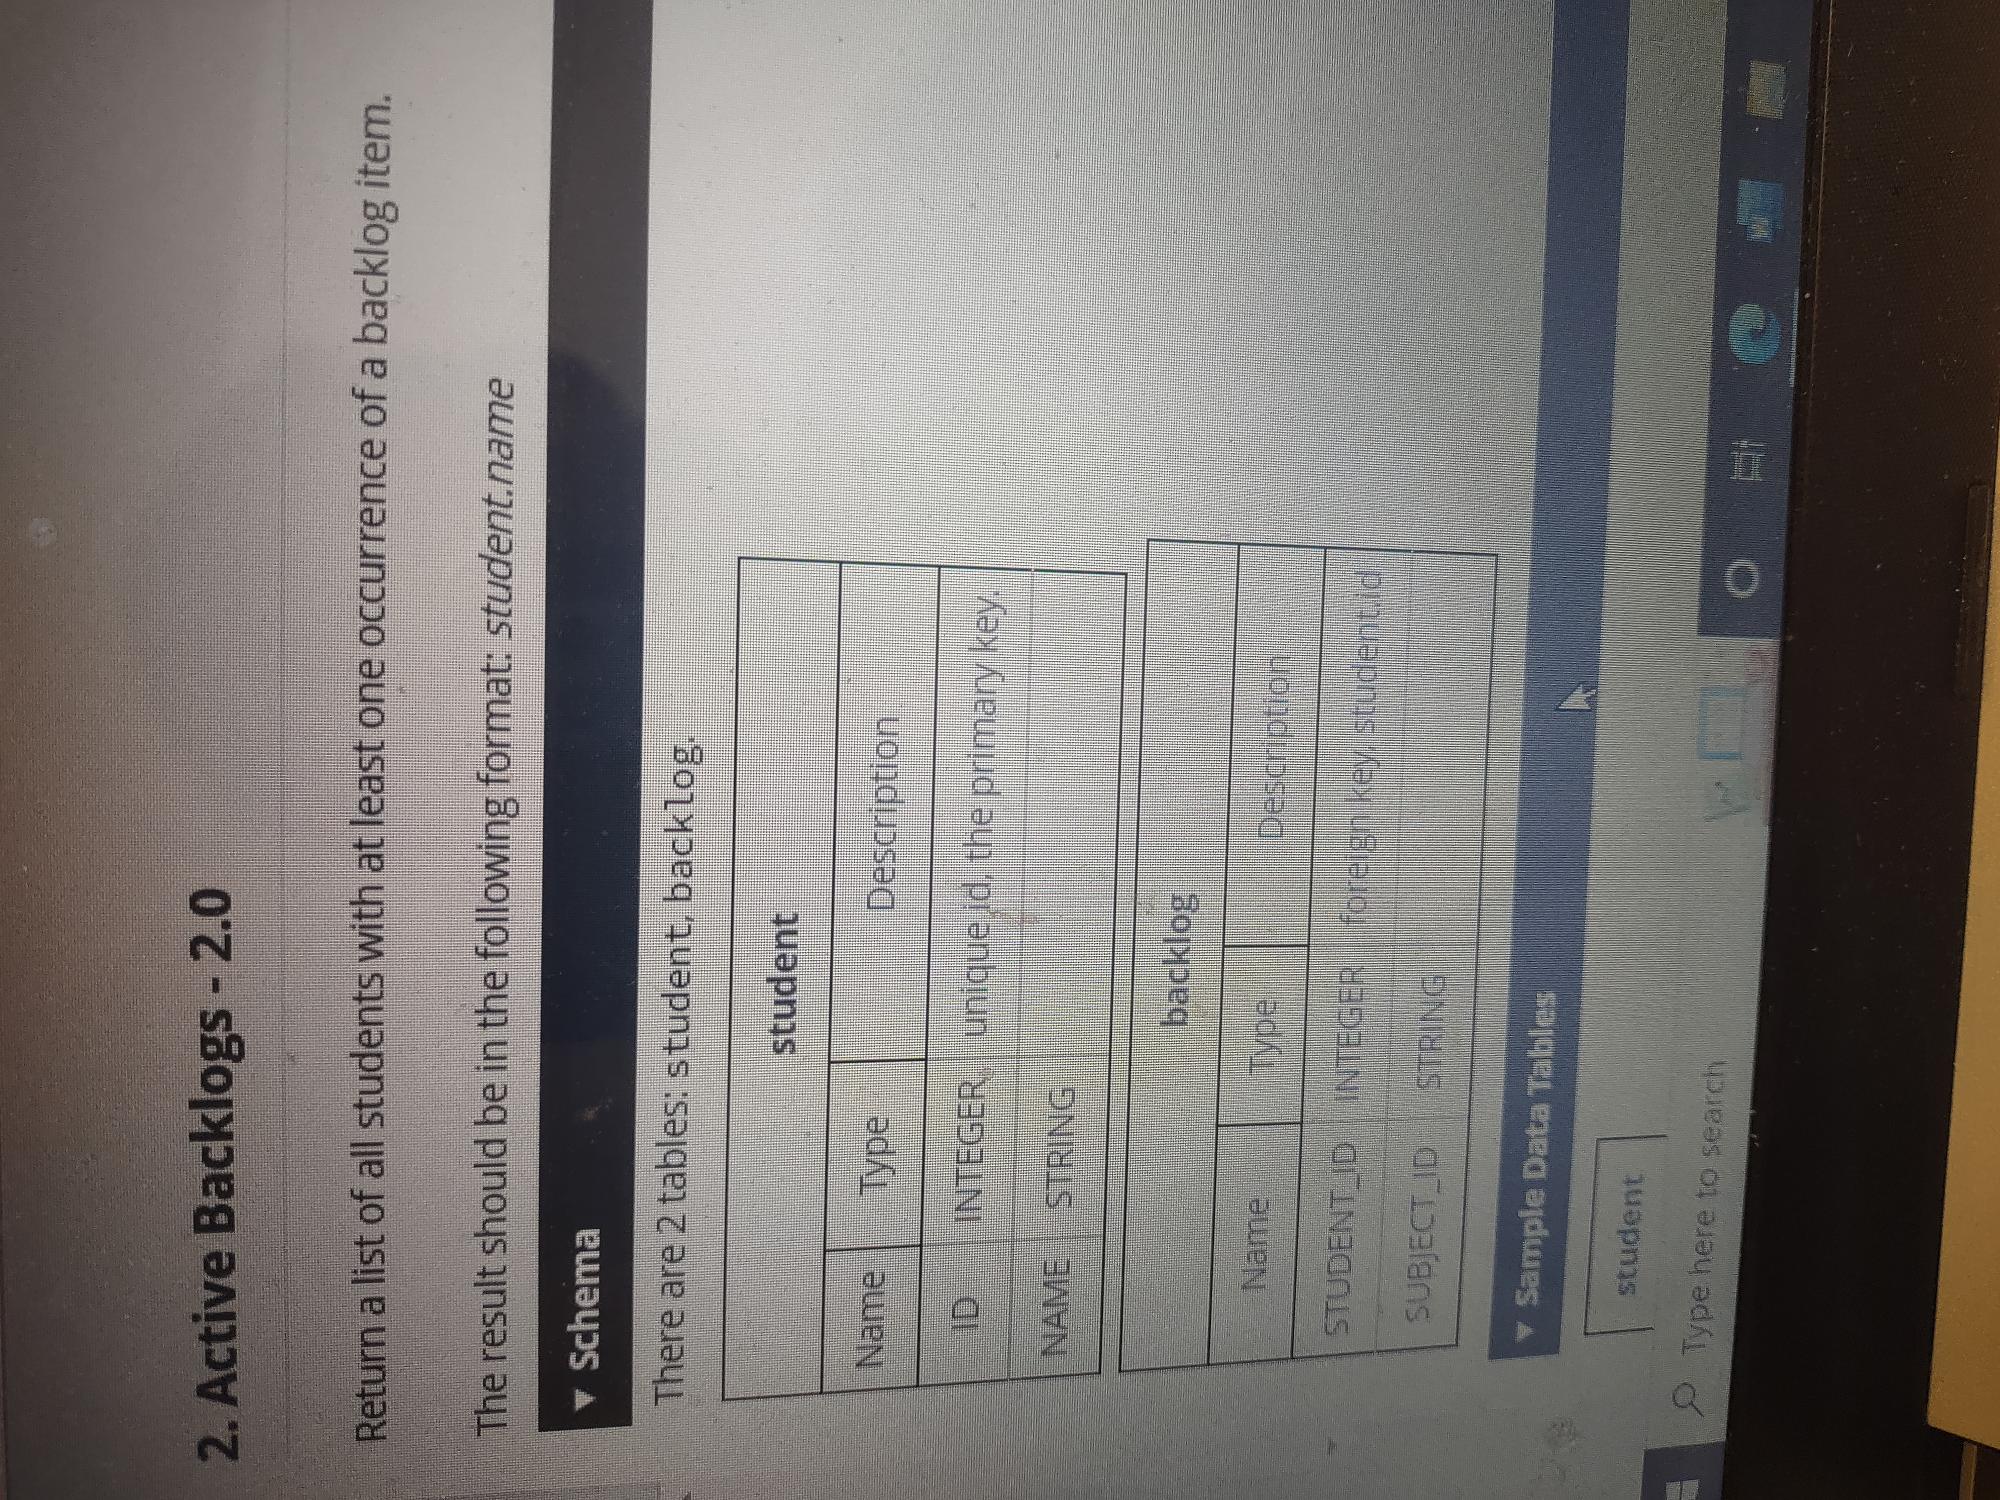 2. Active Backlogs - 2.0
Return a list of all students with at least one occurrence of a backlog item.
The result should be in the following format: student.name
▼ Schema
There are 2 tables: student, backlog.
student
Name Type Description
ID INTEGER unique id, the primary key.
NAME STRING
backlog
Name Type Description
STUDENT_ID INTEGER foreign key, student.id
SUBJECT_ID STRING
▼ Sample Data Tables
student
Type here to search